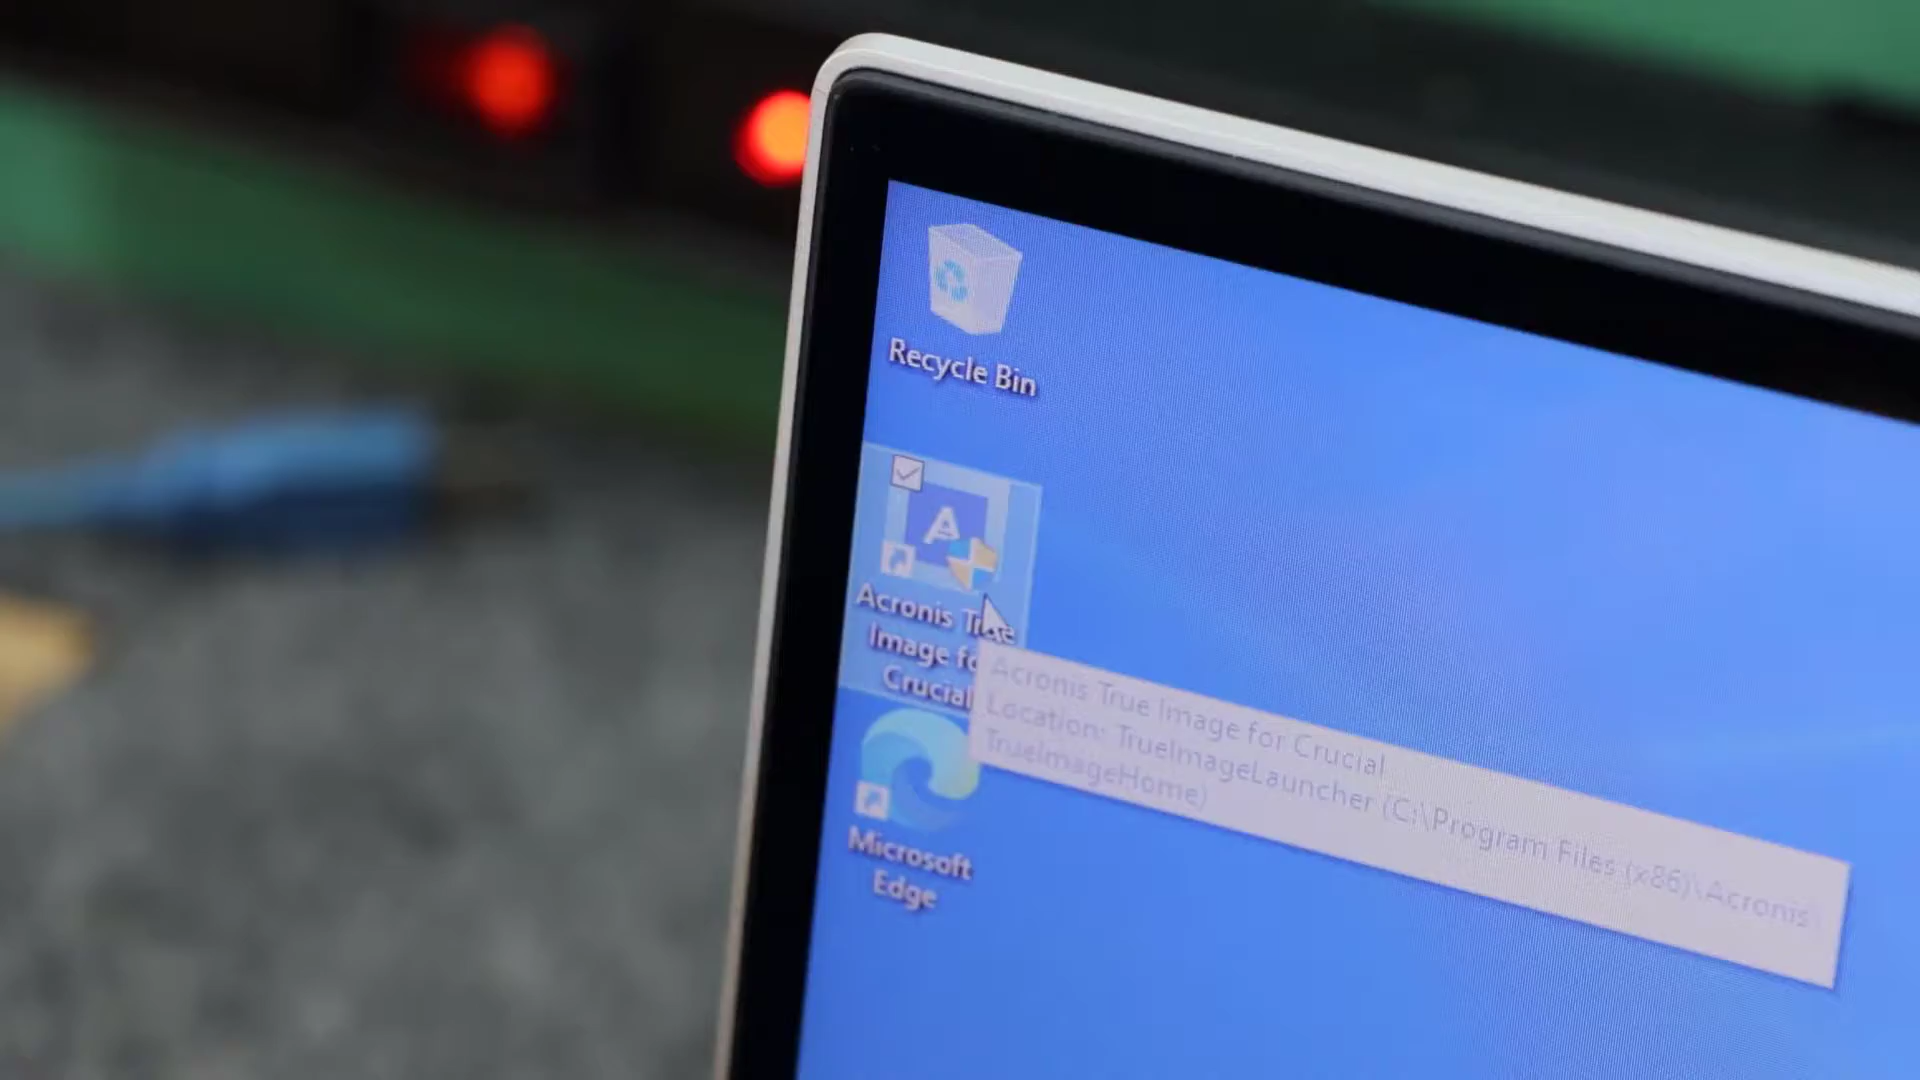 Recycle Bin
A
Acronis True
Image fo
Crucial
Acronis True Image for Crucial
Location: TrueImageLauncher (C:\Program Files (x86)\Acronis
TrueImageHome)
Microsoft
Edge